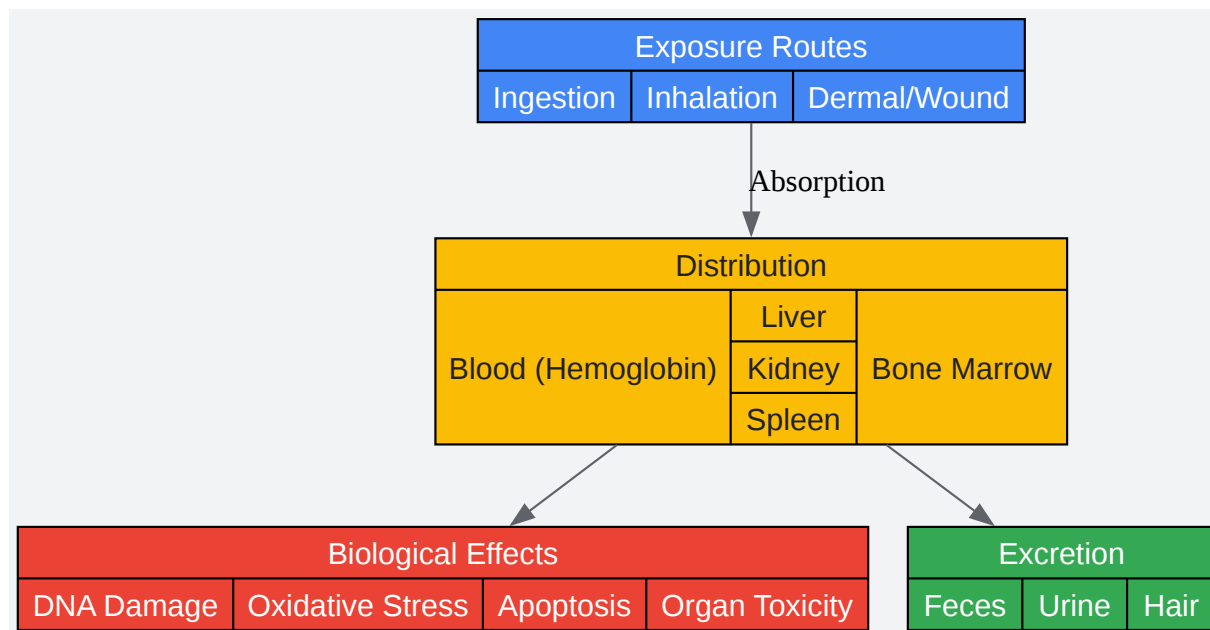 Exposure Routes
Ingestion Inhalation Dermal/Wound
Absorption
Distribution
Blood (Hemoglobin)
Liver
Kidney
Spleen
Bone Marrow
Biological Effects
DNA Damage Oxidative Stress Apoptosis Organ Toxicity
Excretion
Feces Urine Hair